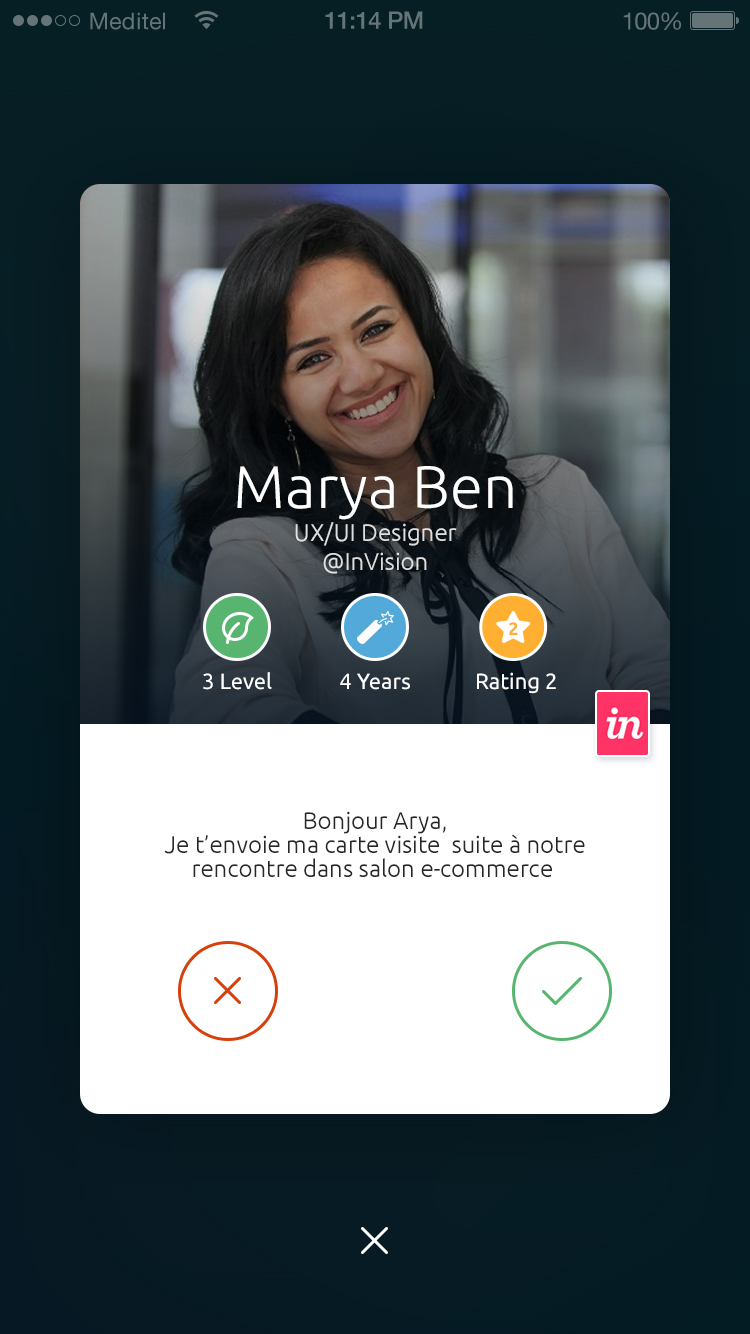 Meditel 11:14 PM 100%
Marya Ben
UX/UI Designer
@InVision
2
3 Level 4 Years Rating 2
in
Bonjour Arya,
Je t’envoie ma carte visite  suite à notre
rencontre dans salon e-commerce